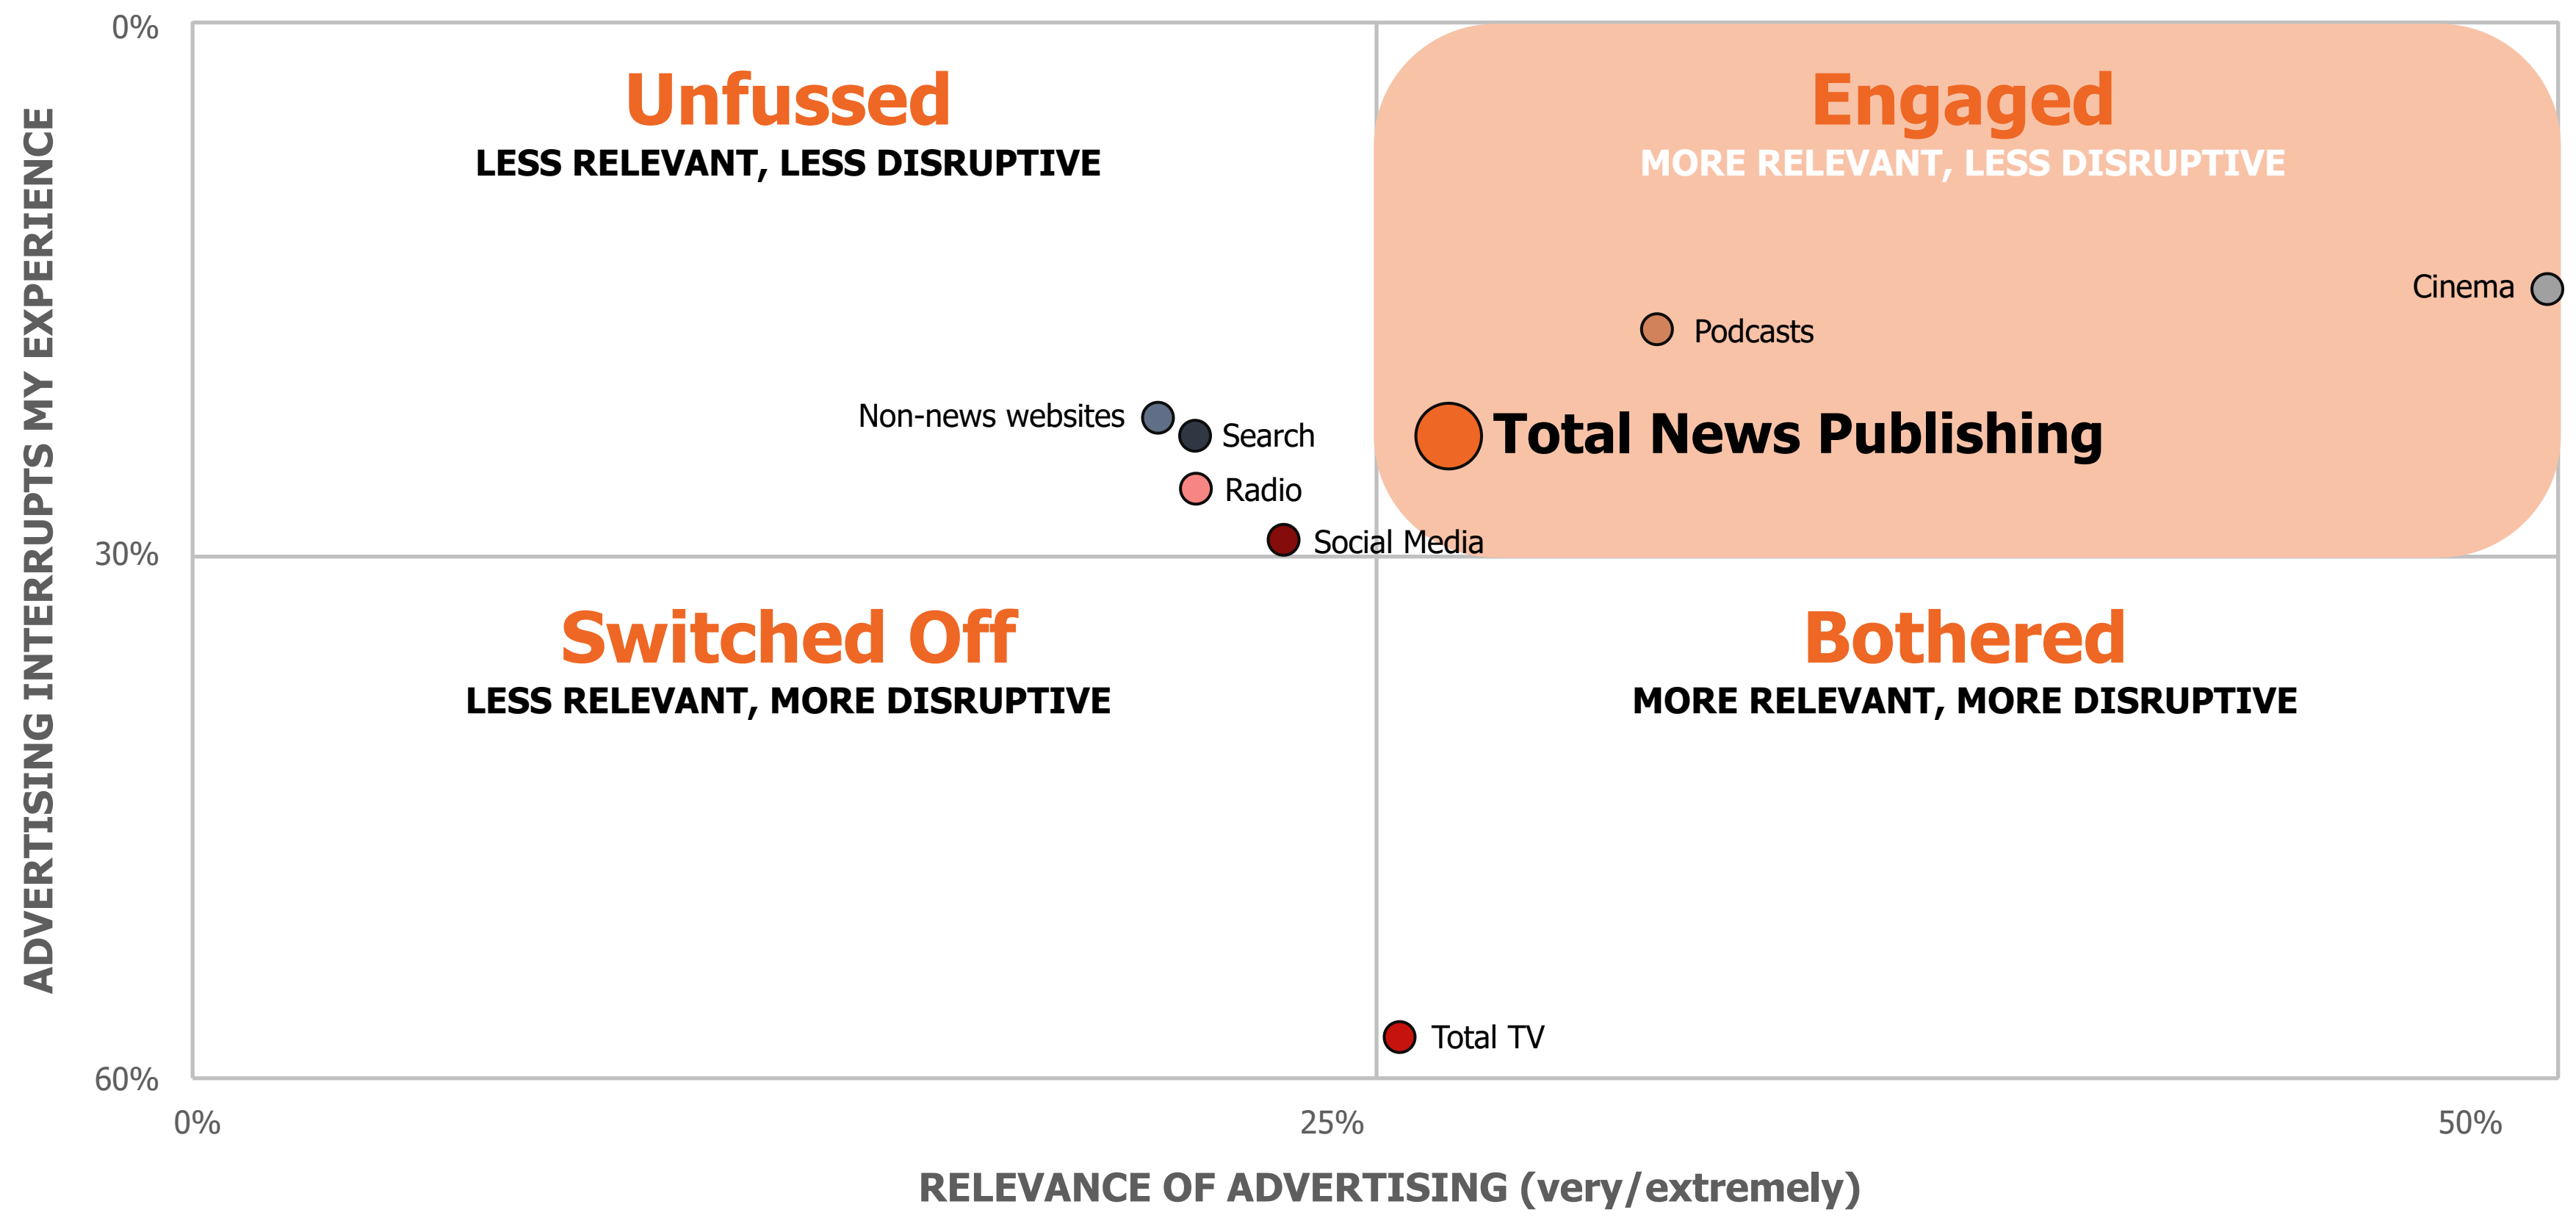 0%
Unfussed
LESS RELEVANT, LESS DISRUPTIVE
Engaged
MORE RELEVANT, LESS DISRUPTIVE
ADVERTISING INTERRUPTS MY EXPERIENCE
Cinema
Podcasts
Non-news websites
Search
Total News Publishing
Radio
Social Media
30%
Switched Off
LESS RELEVANT, MORE DISRUPTIVE
Bothered
MORE RELEVANT, MORE DISRUPTIVE
Total TV
60%
0%
25%
50%
RELEVANCE OF ADVERTISING (very/extremely)